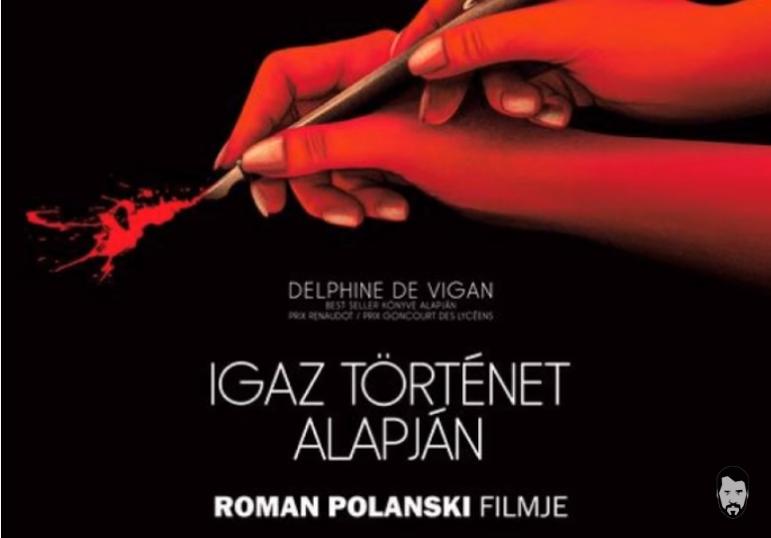 DELPHINE DE VIGAN
BEST SELLER KÖNYVE ALAPJÁN
PRIX RENAUDOT / PRIX GONCOURT DES LYCÉENS
IGAZ TÖRTÉNET
ALAPJÁN
ROMAN POLANSKI FILMJE